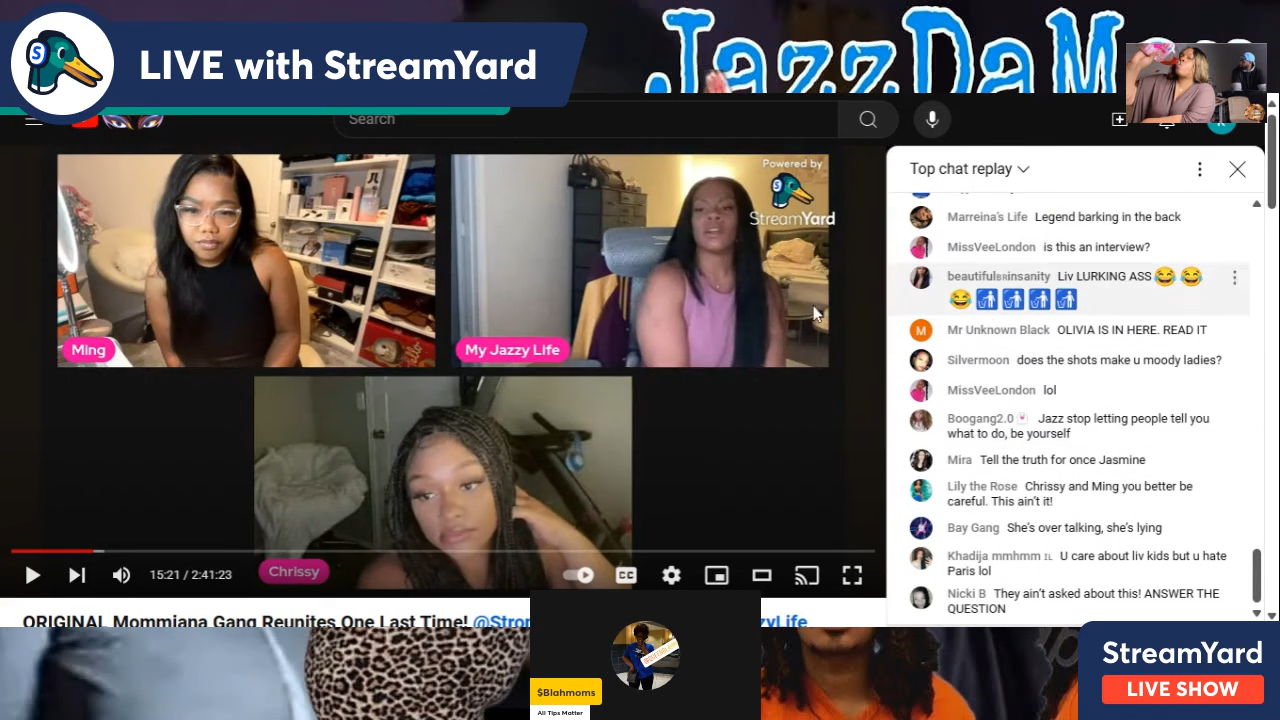 LIVE with StreamYard
JazzDaM
Search
Powered by
StreamYard
Ming
My Jazzy Life
Chrissy
15:21 / 2:41:23
CC
Top chat replay
Marreina's Life Legend barking in the back
MissVeeLondon is this an interview?
Liv LURKING ASS😂😂
😂🚮🚮🚮🚮
M Mr Unknown Black OLIVIA IS IN HERE. READ IT
Silvermoon does the shots make u moody ladies?
MissVeeLondon lol
Boogang2.0 Jazz stop letting people tell you
what to do, be yourself
Mira Tell the truth for once Jasmine
Lily the Rose Chrissy and Ming you better be
careful. This ain't it!
Bay Gang She's over talking, she's lying
Khadija mmhmm U care about liv kids but u hate
Paris lol
Nicki B They ain't asked about this! ANSWER THE
QUESTION
ORIGINAL Mommiana Gang Reunites One Last Time!
$Blahmoms
All Tips Matter
StreamYard
LIVE SHOW